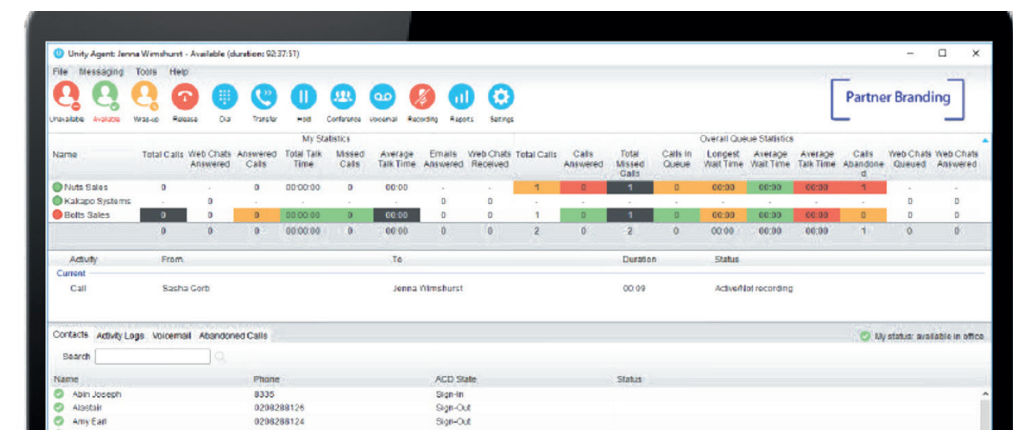 Unity Agent: Jenna Wimshurst - Available (duration: 02:37:51)
File Messaging Tools Help
Unavailable Available Wrap-up Release Dial Transfer Hold Conference Voicemail Recording Reports Settings
Partner Branding
My Statistics Overall Queue Statistics
Name Total Calls Web Chats Answered Answered Calls Total Talk Time Missed Calls Average Talk Time Emails Answered Web Chats Received Total Calls Calls Answered Total Missed Calls Calls In Queue Longest Wait Time Average Wait Time Average Talk Time Calls Abandoned Web Chats Queued Web Chats Answered
Nuts Sales 0 - 0 00:00:00 0 00:00 - - 1 0 1 0 00:00 00:00 00:00 1 - -
Kakapo Systems - 0 - - - - 0 0 - - - - - - - - 0 0
Bolts Sales 0 - 0 00:00:00 0 00:00 - - 1 0 1 0 00:00 00:00 00:00 0 - -
0 0 0 00:00:00 0 00:00 0 0 2 0 2 0 00:00 00:00 00:00 1 0 0
Activity From To Duration Status
Current
Call Sasha Gorb Jenna Wimshurst 00:09 Active/Not recording
Contacts Activity Logs Voicemail Abandoned Calls My status: available in office
Search
Name Phone ACD State Status
Abin Joseph 8335 Sign-In
Alastair 0208288126 Sign-Out
Amy Earl 0208288124 Sign-Out